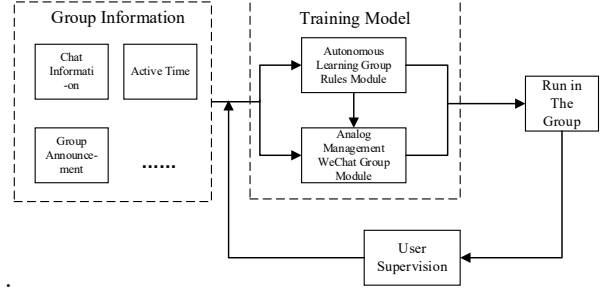 Group Information
Chat
Informati
-on
Active Time
Group
Announce-
ment
......
Training Model
Autonomous
Learning Group
Rules Module
Analog
Management
WeChat Group
Module
Run in
The
Group
User
Supervision
.